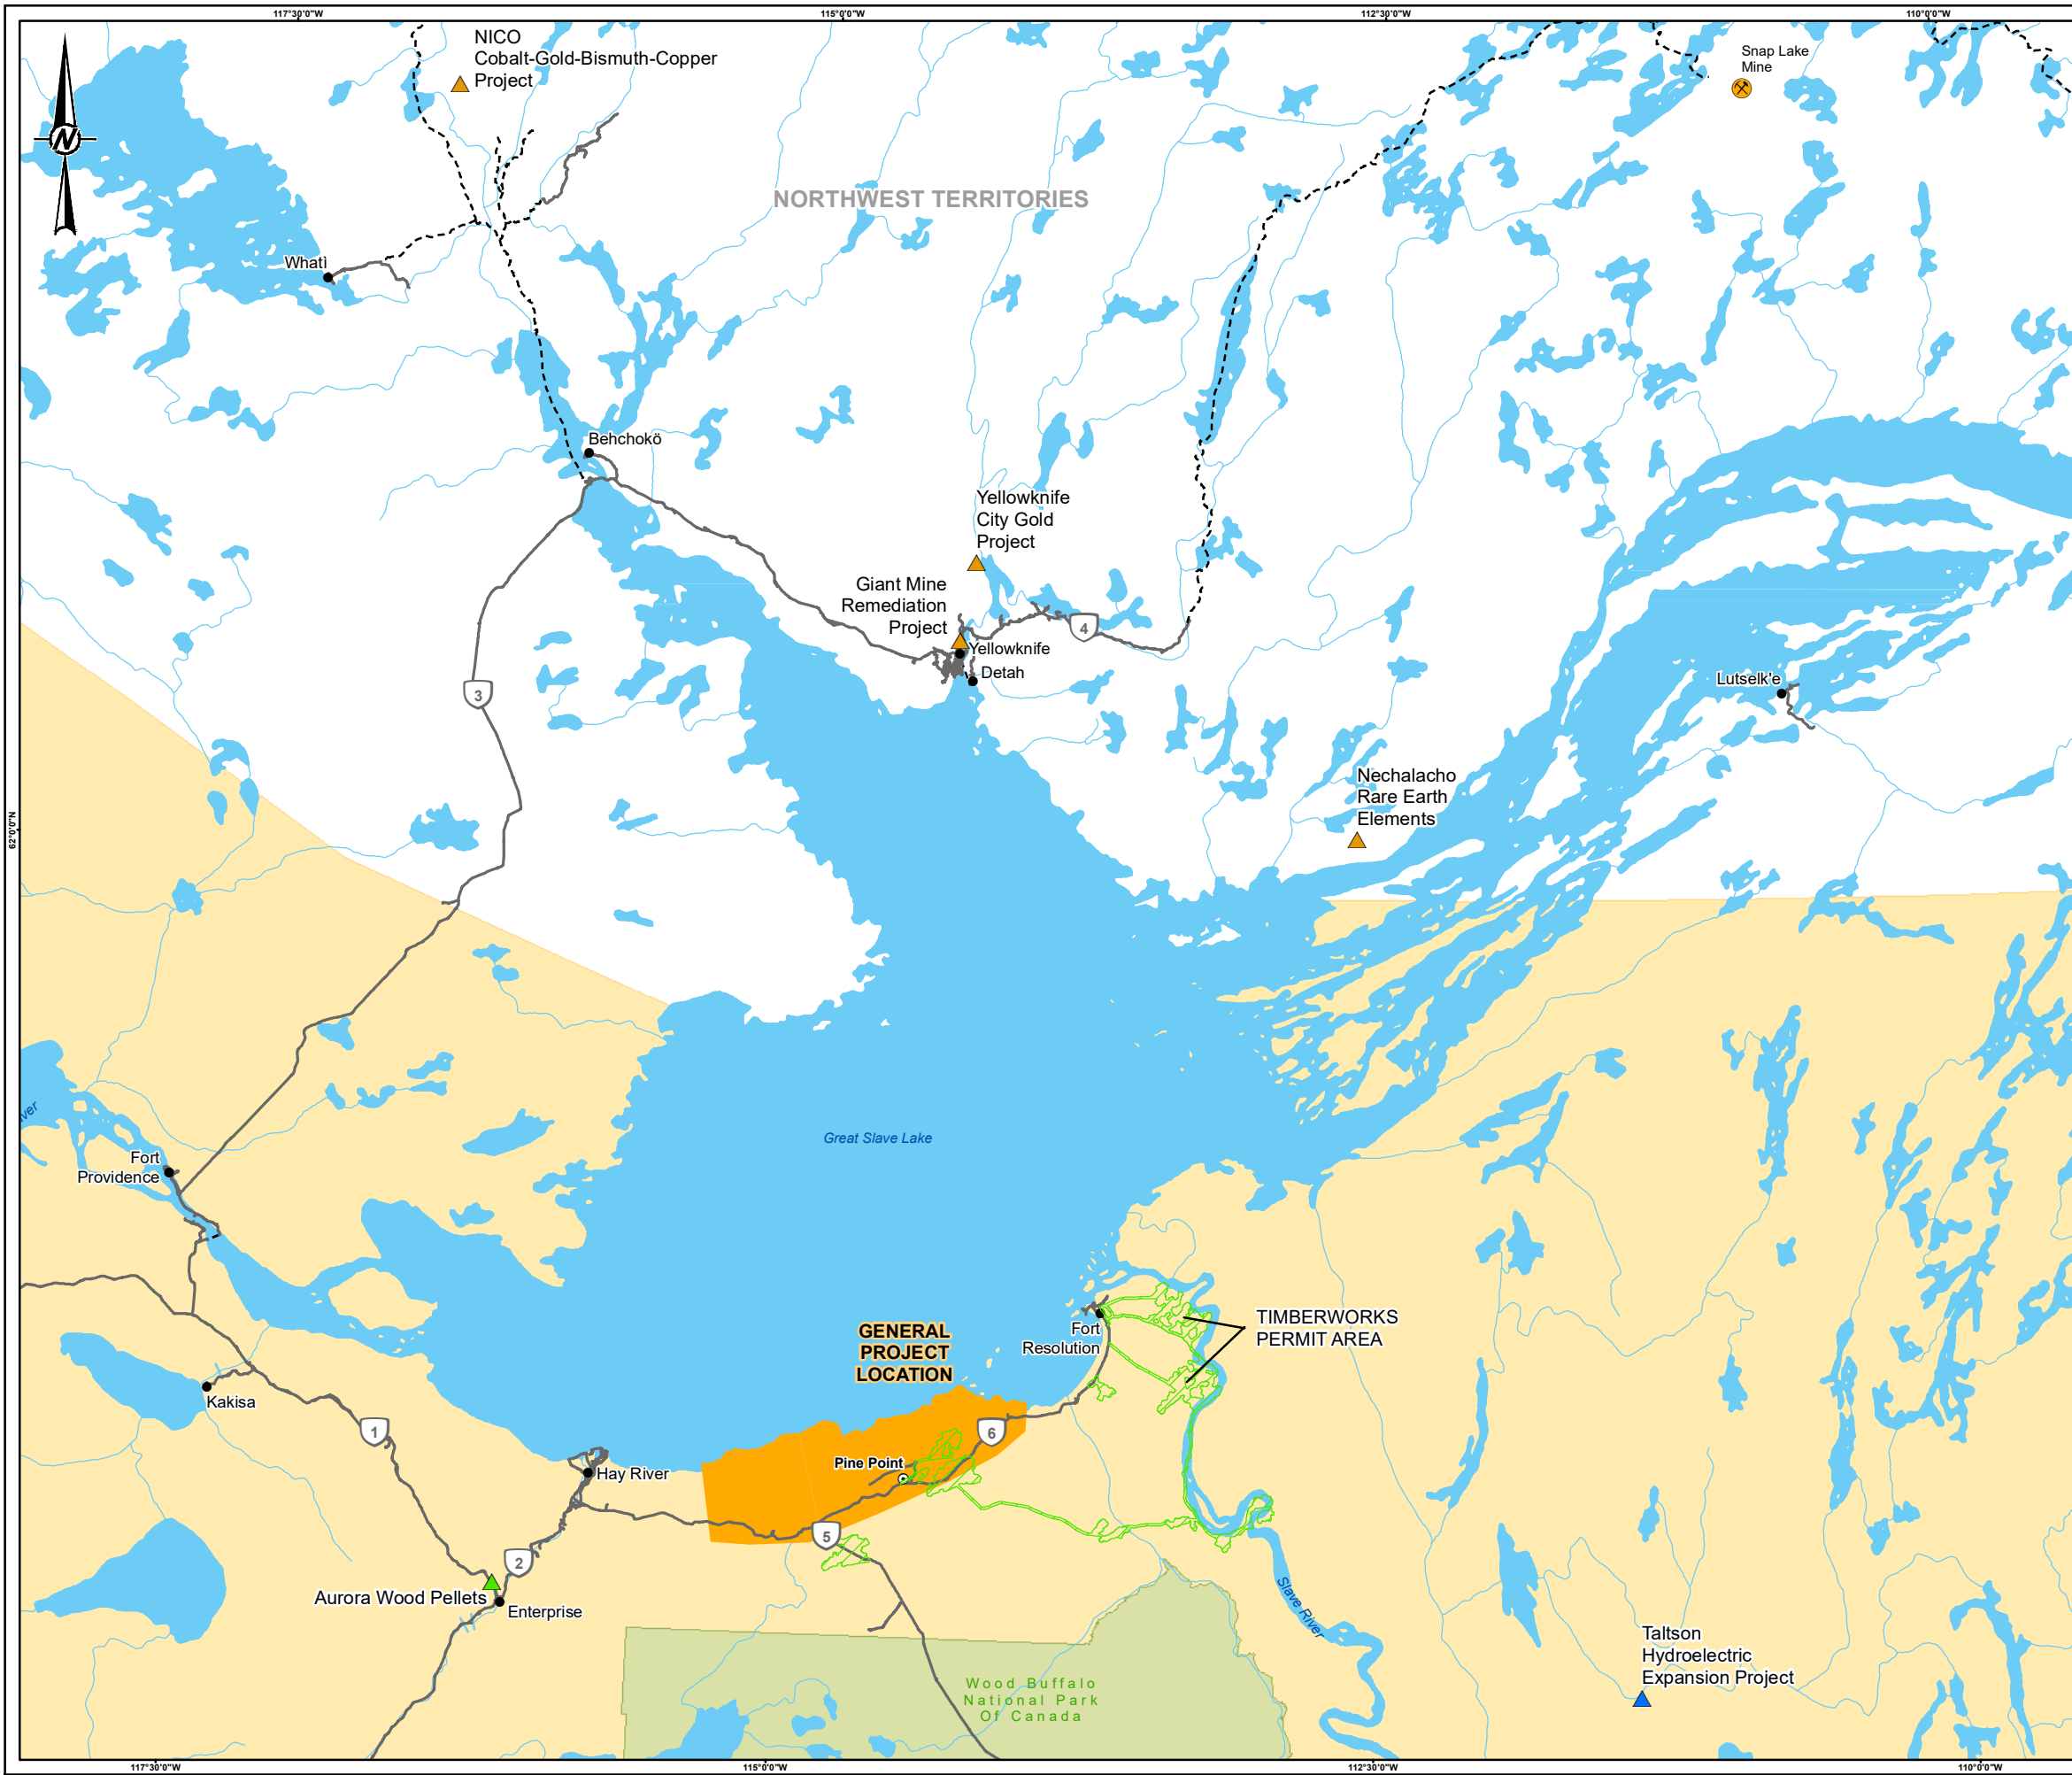 117°30'0"W
115°0'0"W
112°30'0"W
110°0'0"W
NICO
Cobalt-Gold-Bismuth-Copper
Project
Snap Lake
Mine
N
NORTHWEST TERRITORIES
Whatì
Behchokö
Yellowknife
City Gold
Project
Giant Mine
Remediation
Project
4
Yellowknife
Detah
3
Lutselk'e
Nechalacho
Rare Earth
Elements
62°0'0"N
iver
Great Slave Lake
Fort
Providence
TIMBERWORKS
PERMIT AREA
Fort
Resolution
GENERAL
PROJECT
LOCATION
Kakisa
1
6
Pine Point
Hay River
5
2
Aurora Wood Pellets
Enterprise
Slave River
Taltson
Hydroelectric
Expansion Project
Wood Buffalo
National Park
Of Canada
117°30'0"W
115°0'0"W
112°30'0"W
110°0'0"W